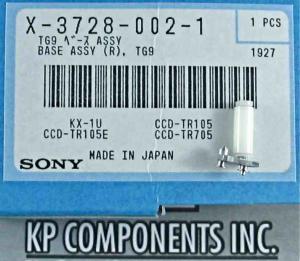 X-3728-002-1
1 PCS
TG9 ベース ASSY
BASE ASSY (R), TG9
1927
KX-1U CCD-TR105
CCD-TR105E CCD-TR705
SONY
MADE IN JAPAN
KP COMPONENTS INC.